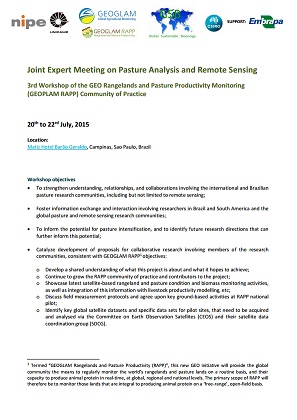 nipe
UNICAMP
GEOGLAM
Global Agricultural Monitoring
GEOGLAM
Rangeland and Pasture Productivity
Global Sustainable Bioenergy
CSIRO
SUPPORT:
Embrapa
Joint Expert Meeting on Pasture Analysis and Remote Sensing
3rd Workshop of the GEO Rangelands and Pasture Productivity Monitoring
(GEOPLAM RAPP) Community of Practice
20th to 22nd July, 2015
Location:
Matiz Hotel Barão Geraldo, Campinas, Sao Paulo, Brazil
Workshop objectives
• To strengthen understanding, relationships, and collaborations involving the international and Brazilian
pasture research communities, including but not limited to remote sensing;
• Foster information exchange and interaction involving researchers in Brazil and South America and the
global pasture and remote sensing research communities;
• To inform the potential for pasture intensification, and to identify future research directions that can
further inform this potential;
• Catalyze development of proposals for collaborative research involving members of the research
communities, consistent with GEOGLAM RAPP¹ objectives:
o Develop a shared understanding of what this project is about and what it hopes to achieve;
o Continue to grow the RAPP community of practice and contributors to the project;
o Showcase latest satellite-based rangeland and pasture condition and biomass monitoring activities,
as well as integration of this information with livestock productivity modelling, etc;
o Discuss field measurement protocols and agree upon key ground-based activities at RAPP national
pilot;
o Identify key global satellite datasets and specific data sets for pilot sites, that need to be acquired
and analysed via the Committee on Earth Observation Satellites (CEOS) and their satellite data
coordination group (SDCG).
¹ Termed "GEOGLAM Rangelands and Pasture Productivity (RAPP)", this new GEO initiative will provide the global
community the means to regularly monitor the world's rangelands and pasture lands on a routine basis, and their
capacity to produce animal protein in real-time, at global, regional and national levels. The primary scope of RAPP will
therefore be to monitor those lands that are integral to producing animal protein on a 'free-range', open-field basis.